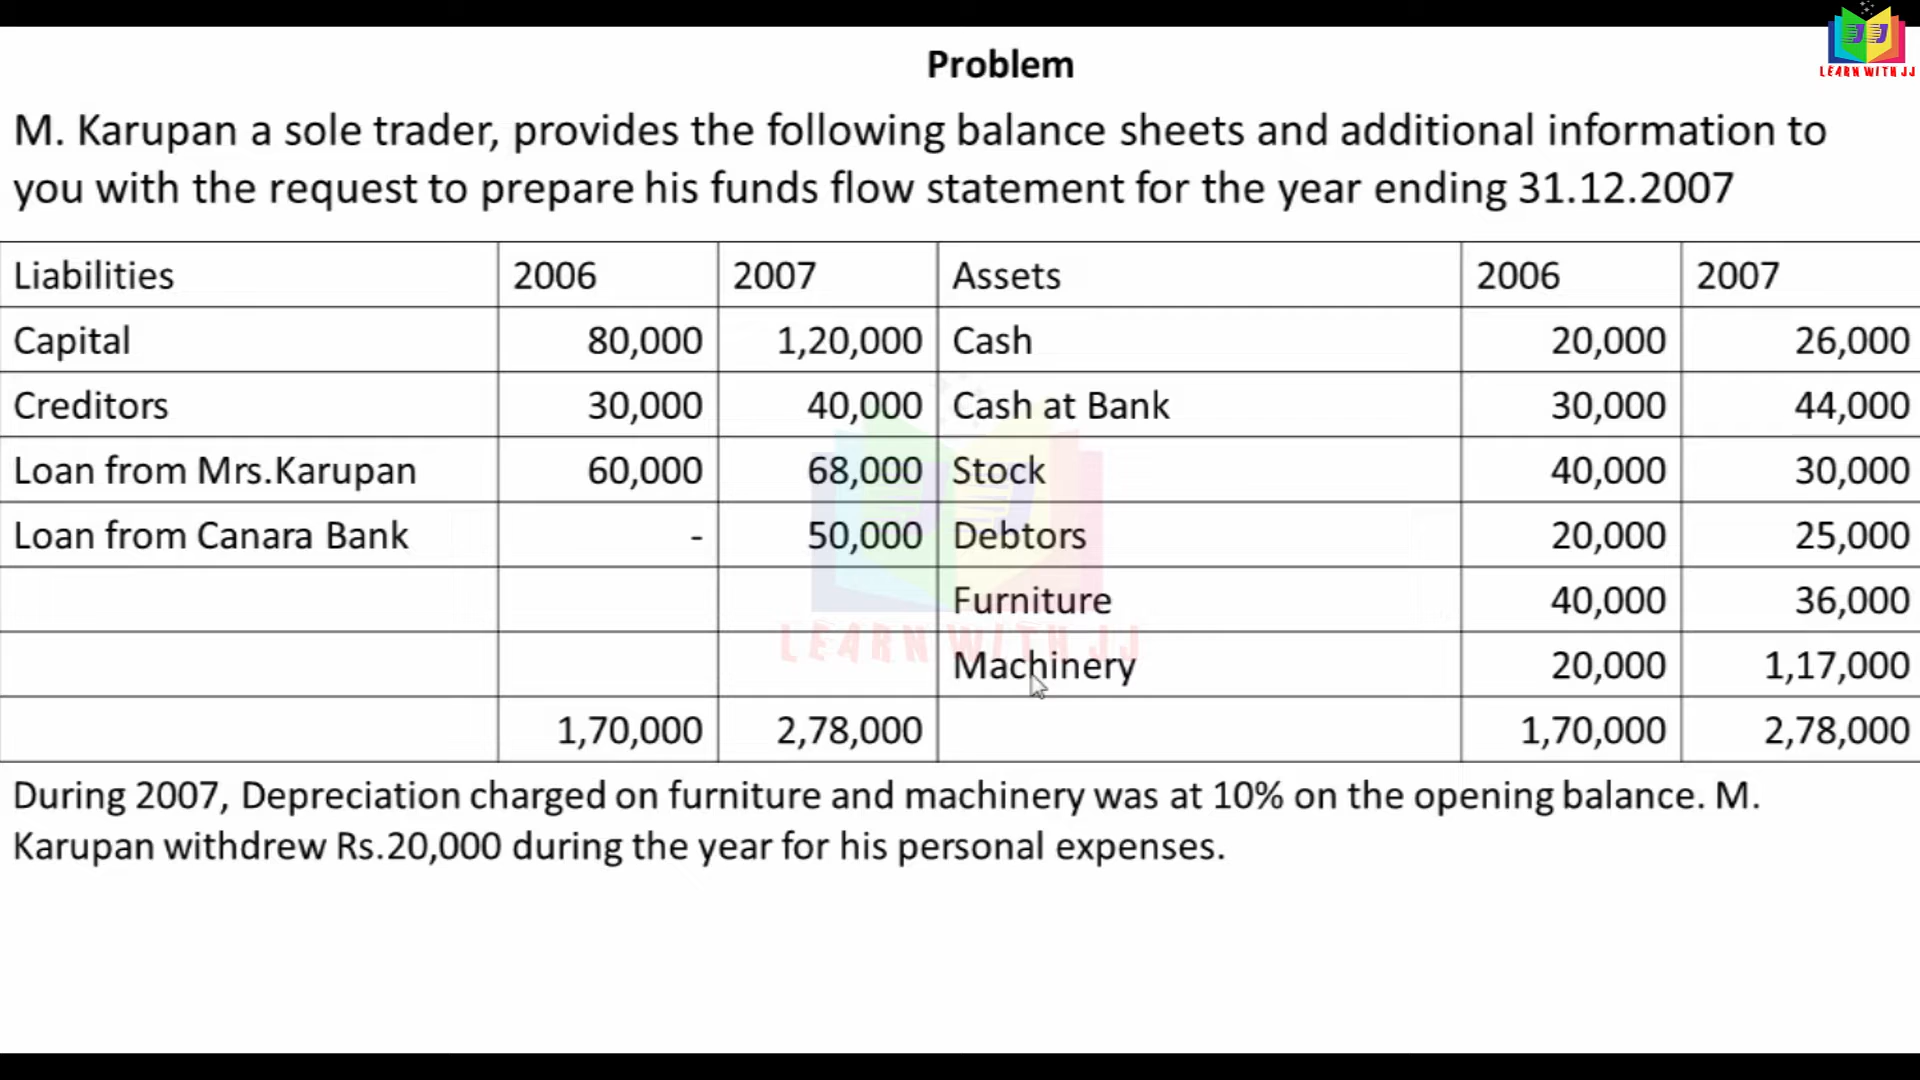 LEARN WITH JJ
Problem
M. Karupan a sole trader, provides the following balance sheets and additional information to
you with the request to prepare his funds flow statement for the year ending 31.12.2007
Liabilities 2006 2007 Assets 2006 2007
Capital 80,000 1,20,000 Cash 20,000 26,000
Creditors 30,000 40,000 Cash at Bank 30,000 44,000
Loan from Mrs.Karupan 60,000 68,000 Stock 40,000 30,000
Loan from Canara Bank - 50,000 Debtors 20,000 25,000
Furniture 40,000 36,000
LEARN WITH JJ
Machinery 20,000 1,17,000
1,70,000 2,78,000 1,70,000 2,78,000
During 2007, Depreciation charged on furniture and machinery was at 10% on the opening balance. M.
Karupan withdrew Rs.20,000 during the year for his personal expenses.